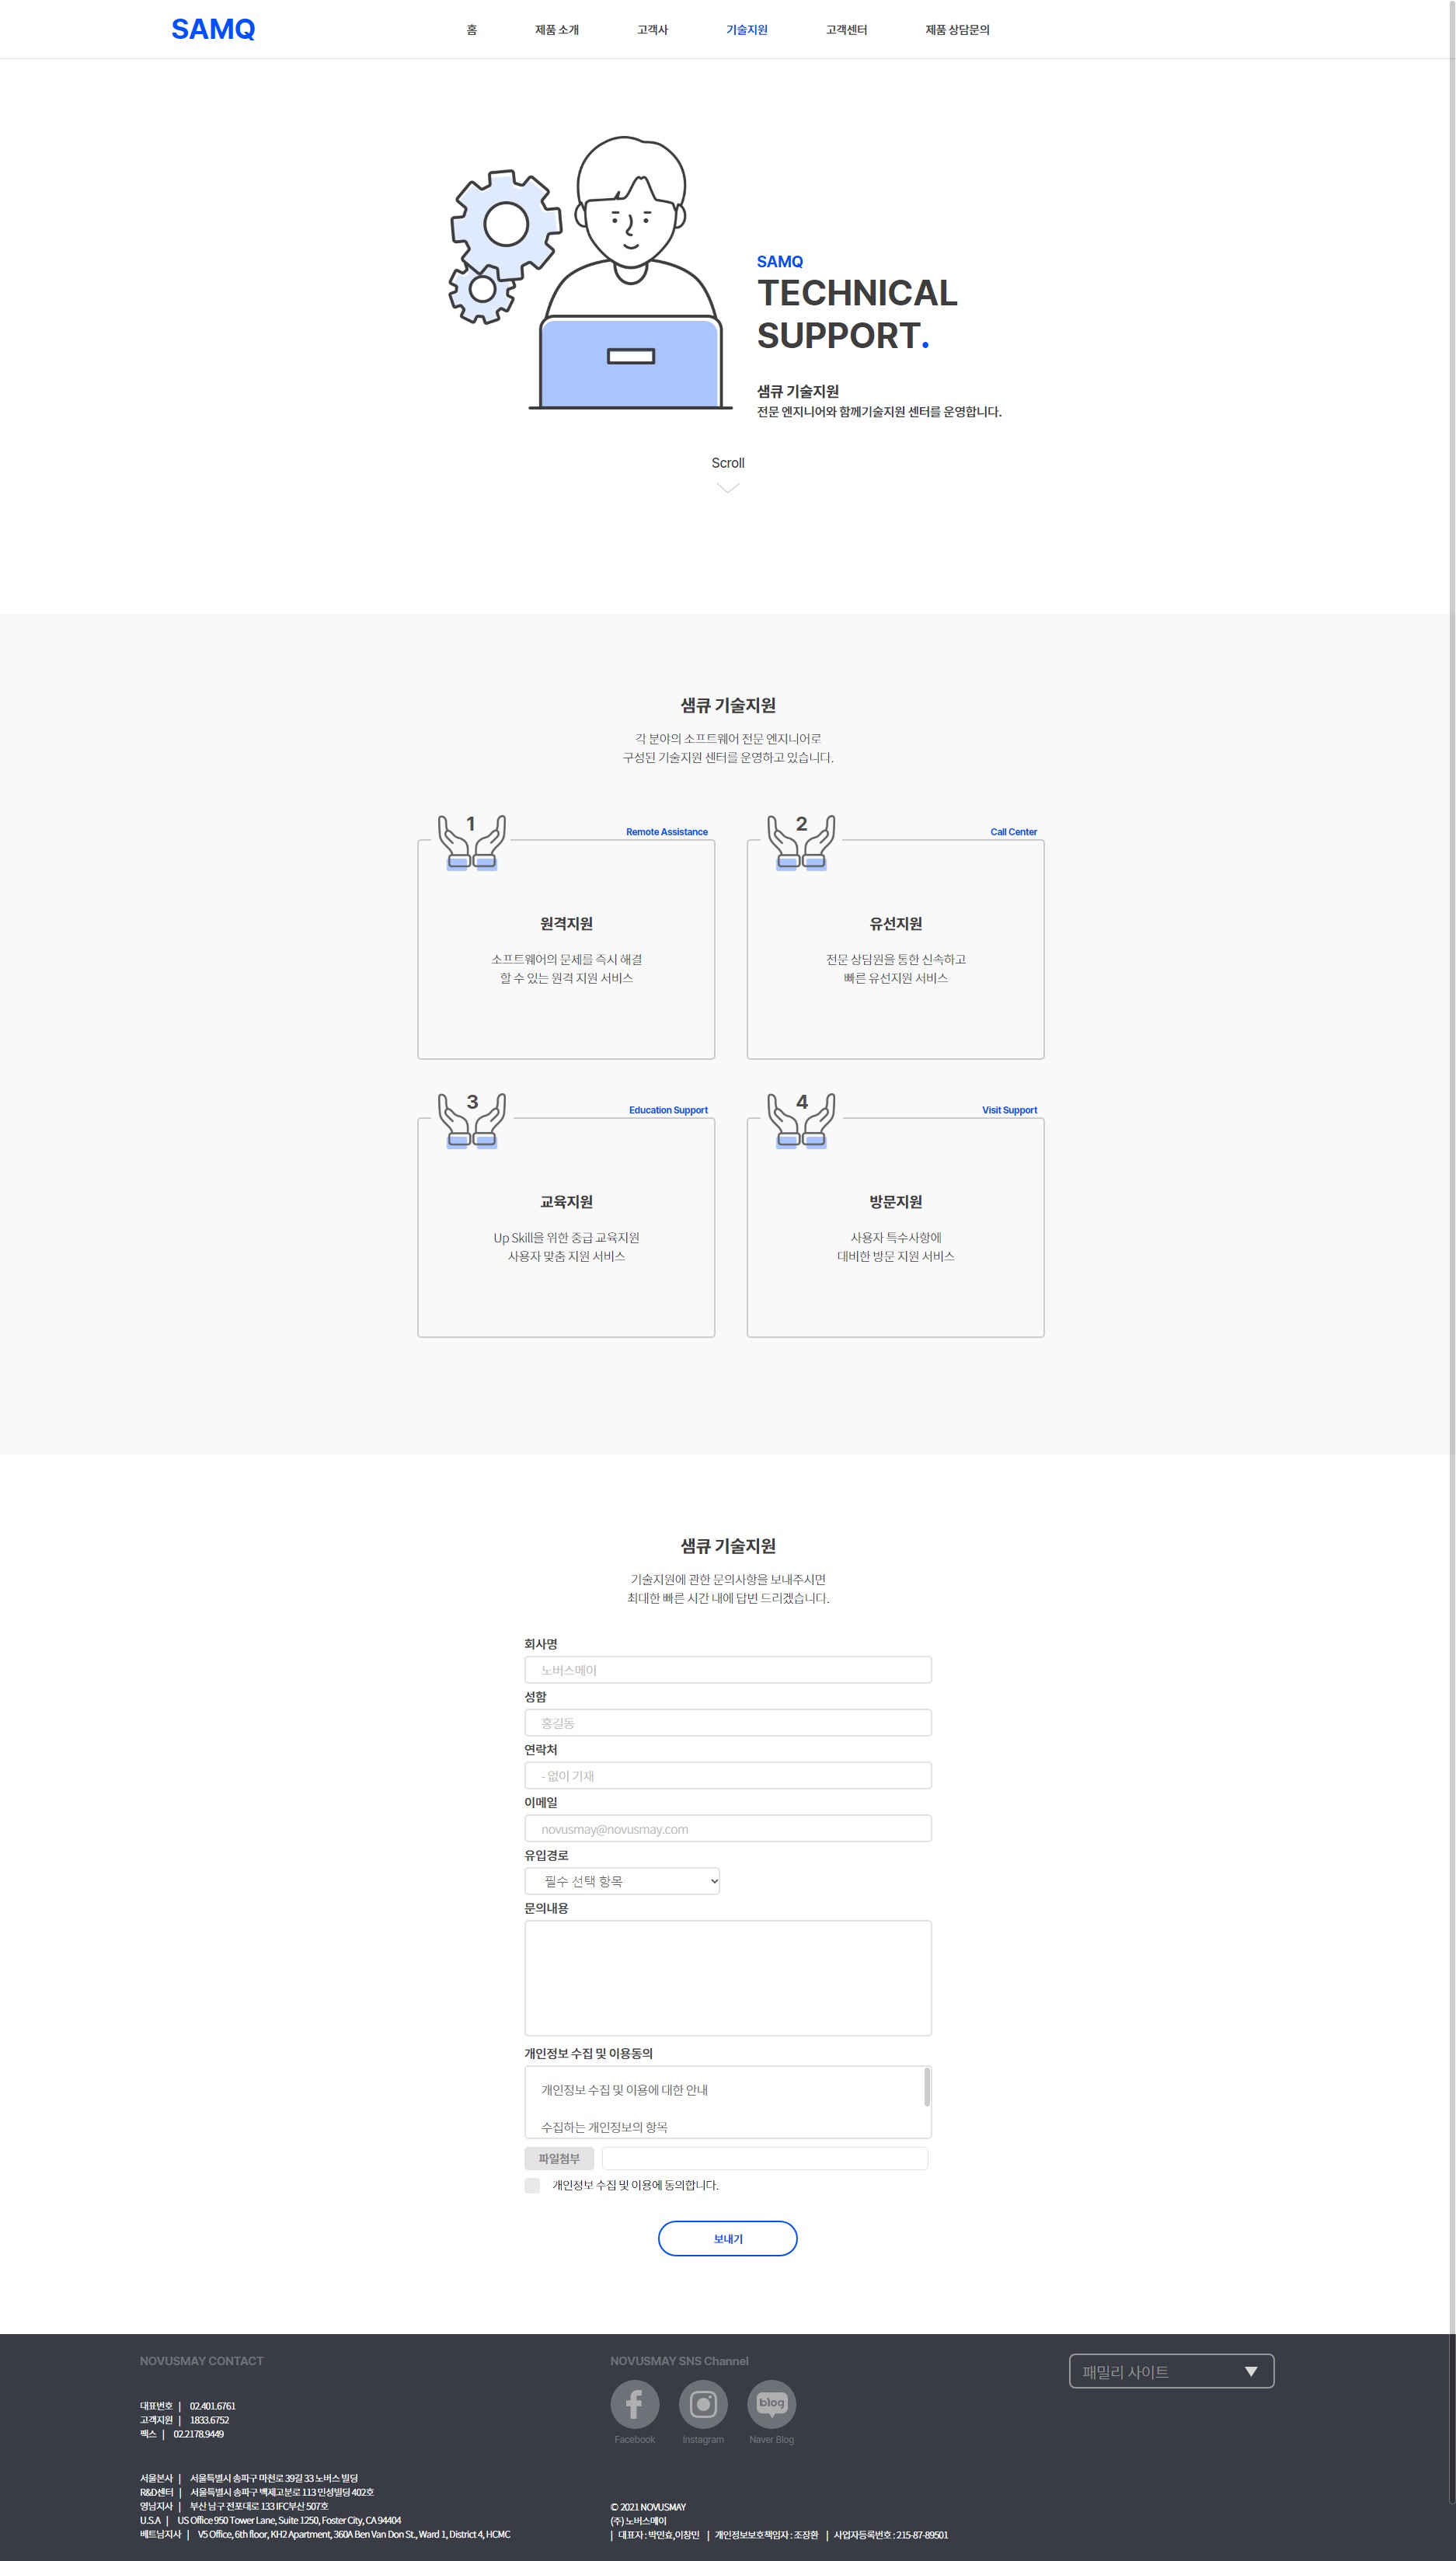 SAMQ
홈 제품 소개 고객사 기술지원 고객센터 제품 상담문의
SAMQ
TECHNICAL
SUPPORT.
샘큐 기술지원
전문 엔지니어와 함께기술지원 센터를 운영합니다.
Scroll
샘큐 기술지원
각 분야의 소프트웨어 전문 엔지니어로
구성된 기술지원 센터를 운영하고 있습니다.
1
Remote Assistance
원격지원
소프트웨어의 문제를 즉시 해결
할 수 있는 원격 지원 서비스
2
Call Center
유선지원
전문 상담원을 통한 신속하고
빠른 유선지원 서비스
3
Education Support
교육지원
Up Skill을 위한 중급 교육지원
사용자 맞춤 지원 서비스
4
Visit Support
방문지원
사용자 특수사항에
대비한 방문 지원 서비스
샘큐 기술지원
기술지원에 관한 문의사항을 보내주시면
최대한 빠른 시간 내에 답변 드리겠습니다.
회사명
노버스메이
성함
홍길동
연락처
- 없이 기재
이메일
novusmay@novusmay.com
유입경로
필수 선택 항목
문의내용
개인정보 수집 및 이용동의
개인정보 수집 및 이용에 대한 안내
수집하는 개인정보의 항목
파일첨부
개인정보 수집 및 이용에 동의합니다.
보내기
NOVUSMAY CONTACT
대표번호 | 02.401.6761
고객지원 | 1833.6752
팩스 | 02.2178.9449
서울본사 | 서울특별시 송파구 마천로 39길 33 노버스 빌딩
R&D센터 | 서울특별시 송파구 백제고분로 113 민성빌딩 402호
영남지사 | 부산 남구 전포대로 133 IFC부산 507호
U.S.A | US Office 950 Tower Lane, Suite 1250, Foster City, CA 94404
베트남지사 | V5 Office, 6th floor, KH2 Apartment, 360A Ben Van Don St., Ward 1, District 4, HCMC
NOVUSMAY SNS Channel
blog
Facebook Instagram Naver Blog
© 2021 NOVUSMAY
(주) 노버스메이
| 대표자 : 박민효,이창민 | 개인정보보호책임자 : 조장환 | 사업자등록번호 : 215-87-89501
패밀리 사이트